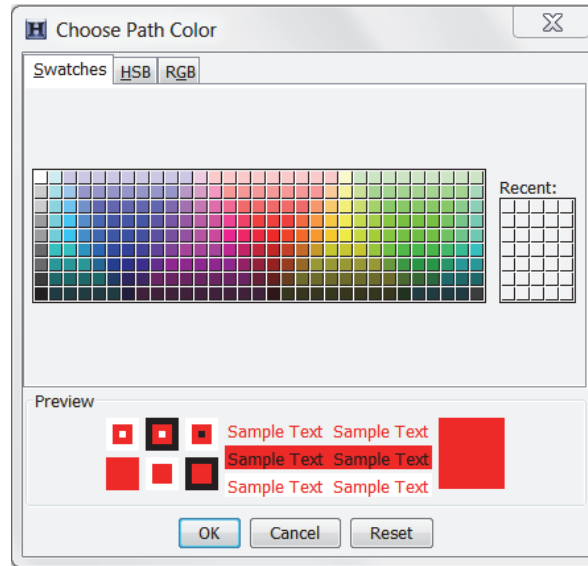 H Choose Path Color
Swatches HSB RGB
Recent:
Preview
Sample Text Sample Text
Sample Text Sample Text
Sample Text Sample Text
OK Cancel Reset